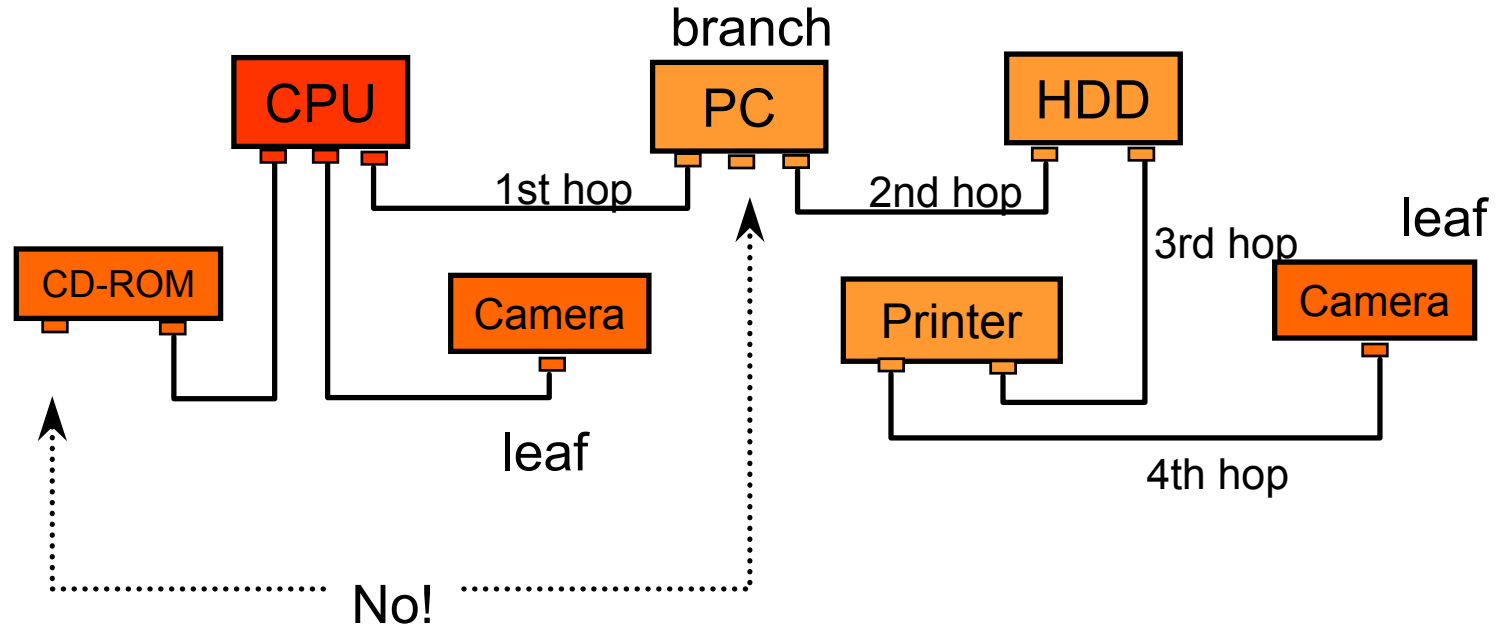 branch
CPU
PC
HDD
1st hop
2nd hop
leaf
3rd hop
CD-ROM
Camera
Printer
Camera
leaf
4th hop
No!